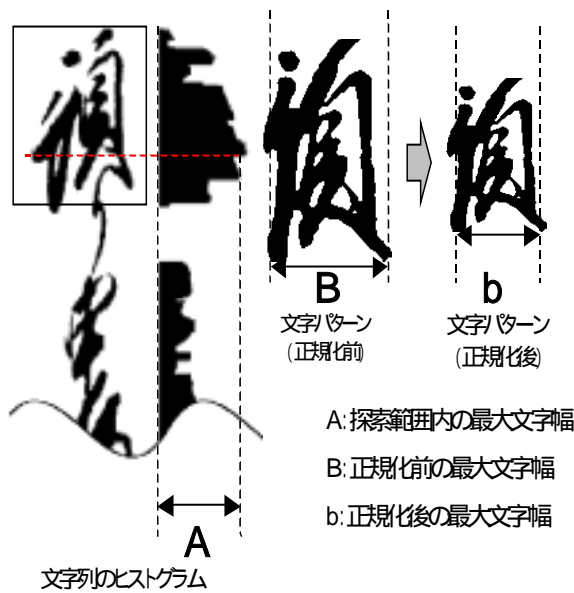 B
b
文字パターン
(正規化前)
文字パターン
(正規化後)
A:探索範囲内の最大文字幅
B:正規化前の最大文字幅
b:正規化後の最大文字幅
A
文字列のヒストグラム